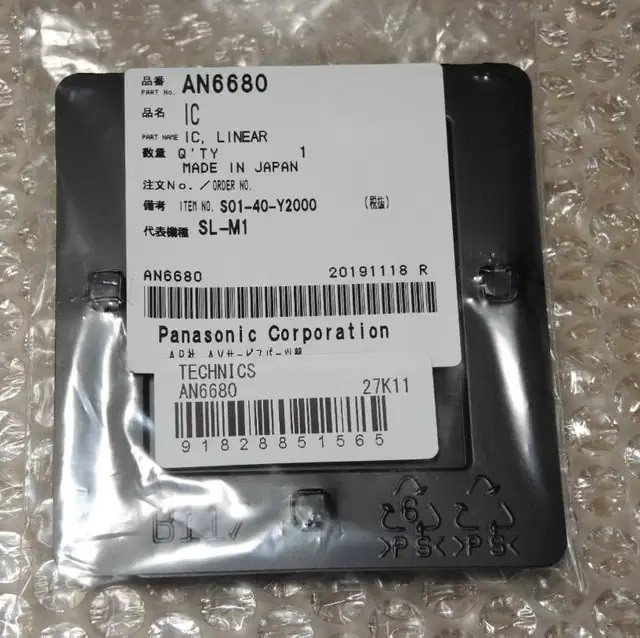 品番 AN6680
PART No.
品名 IC
PART NAME IC, LINEAR
数量 Q'TY 1
MADE IN JAPAN
注文No./ORDER NO.
備考 ITEM NO. S01-40-Y2000 (税抜)
代表機種 SL-M1
AN6680 20191118 R
Panasonic Corporation
TECHNICS
AN6680 27K11
91828851565
B117
6
>PS< >PS<